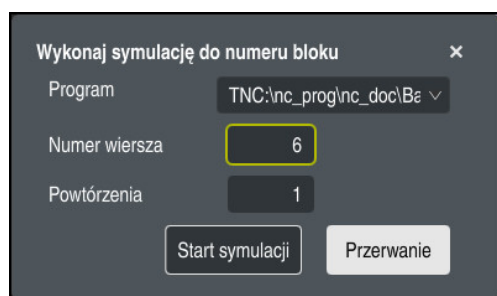 Wykonaj symulację do numeru bloku ×
Program TNC:\nc_prog\nc_doc\Ba
Numer wiersza 6
Powtórzenia 1
Start symulacji Przerwanie